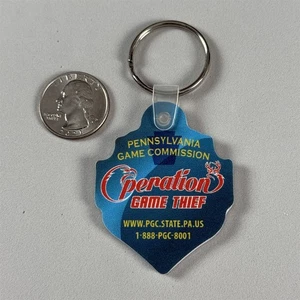 PENNSYLVANIA
GAME COMMISSION
Operation
GAME THIEF
WWW.PGC.STATE.PA.US
1-888-PGC-8001